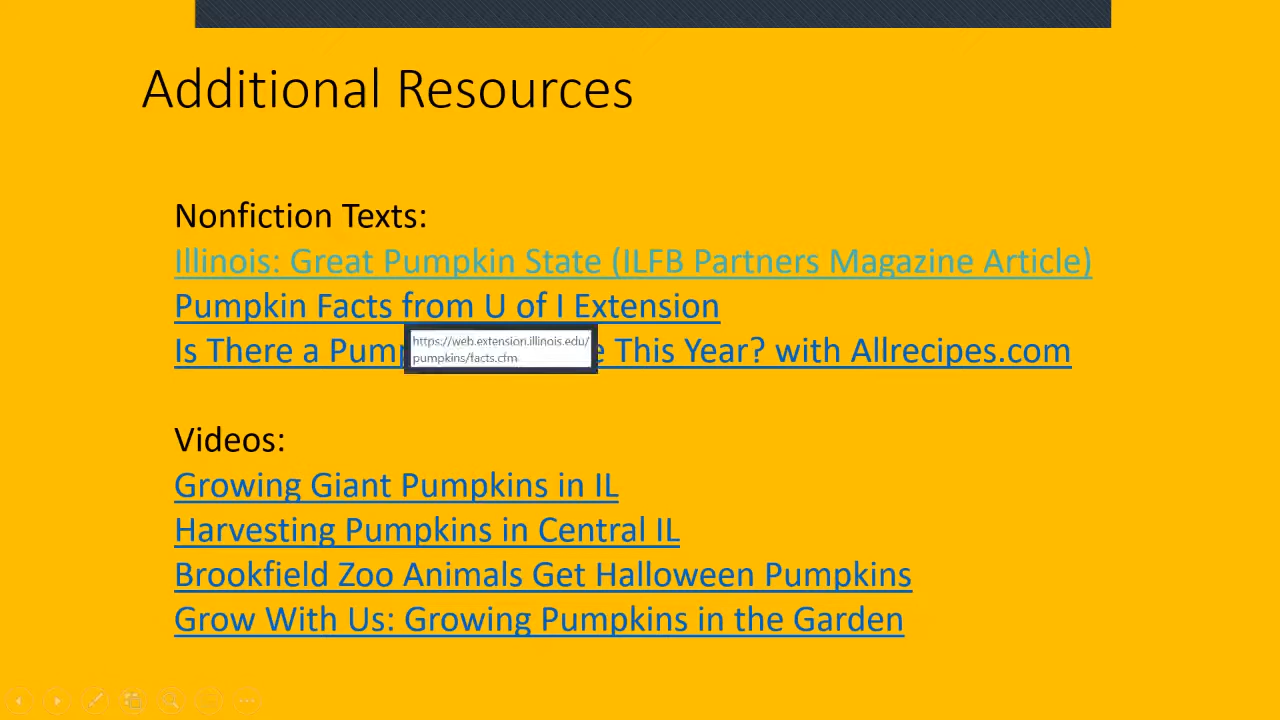 Additional Resources
Nonfiction Texts:
Illinois: Great Pumpkin State (ILFB Partners Magazine Article)
Pumpkin Facts from U of I Extension
https://web.extension.illinois.edu/
pumpkins/facts.cfm
Is There a This Year? with Allrecipes.com
Videos:
Growing Giant Pumpkins in IL
Harvesting Pumpkins in Central IL
Brookfield Zoo Animals Get Halloween Pumpkins
Grow With Us: Growing Pumpkins in the Garden